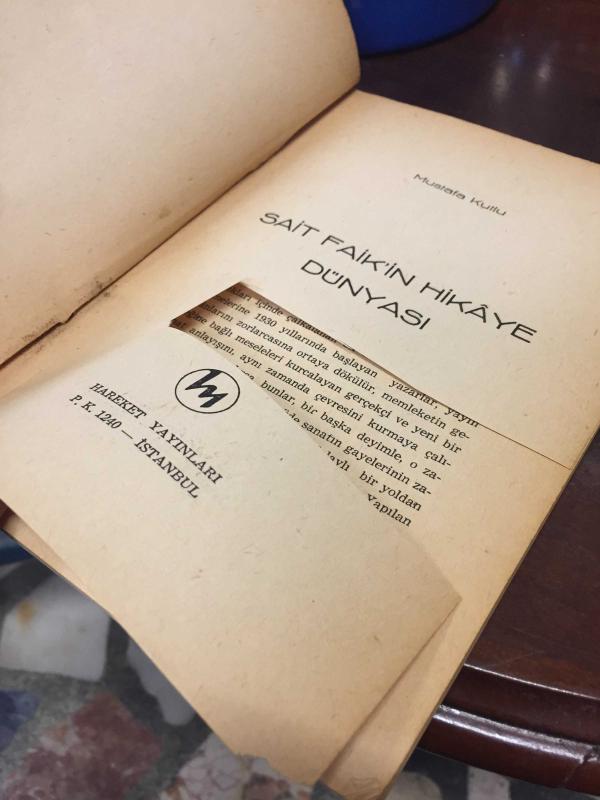 Mustafa Kutlu
SAİT FAİK'İN HİKÂYE
DÜNYASI
içinde
1930 yıllarında başlayan yazarlar, yayın
zorlarcasına ortaya dökülür, memleketin ge-
bağlı meseleleri kurcalayan gerçekçi ve yeni bir
anlayışını, aynı zamanda çevresini kurmaya çalı-
bunlar, bir başka deyimle, o za-
sanatın gayelerinin za-
bir yoldan
yapılan
HAREKET YAYINLARI
P. K. 1240 — İSTANBUL